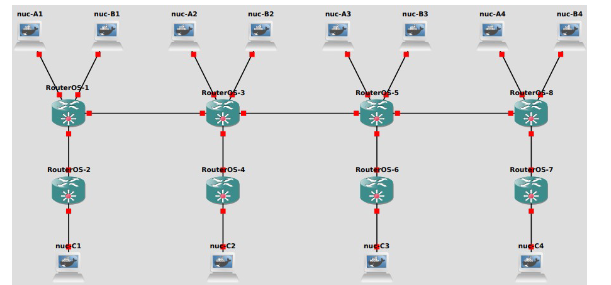 nuc-A1 nuc-B1 nuc-A2 nuc-B2 nuc-A3 nuc-B3 nuc-A4 nuc-B4
RouterOS-1 RouterOS-3 RouterOS-5 RouterOS-8
RouterOS-2 RouterOS-4 RouterOS-6 RouterOS-7
nuc-C1 nuc-C2 nuc-C3 nuc-C4